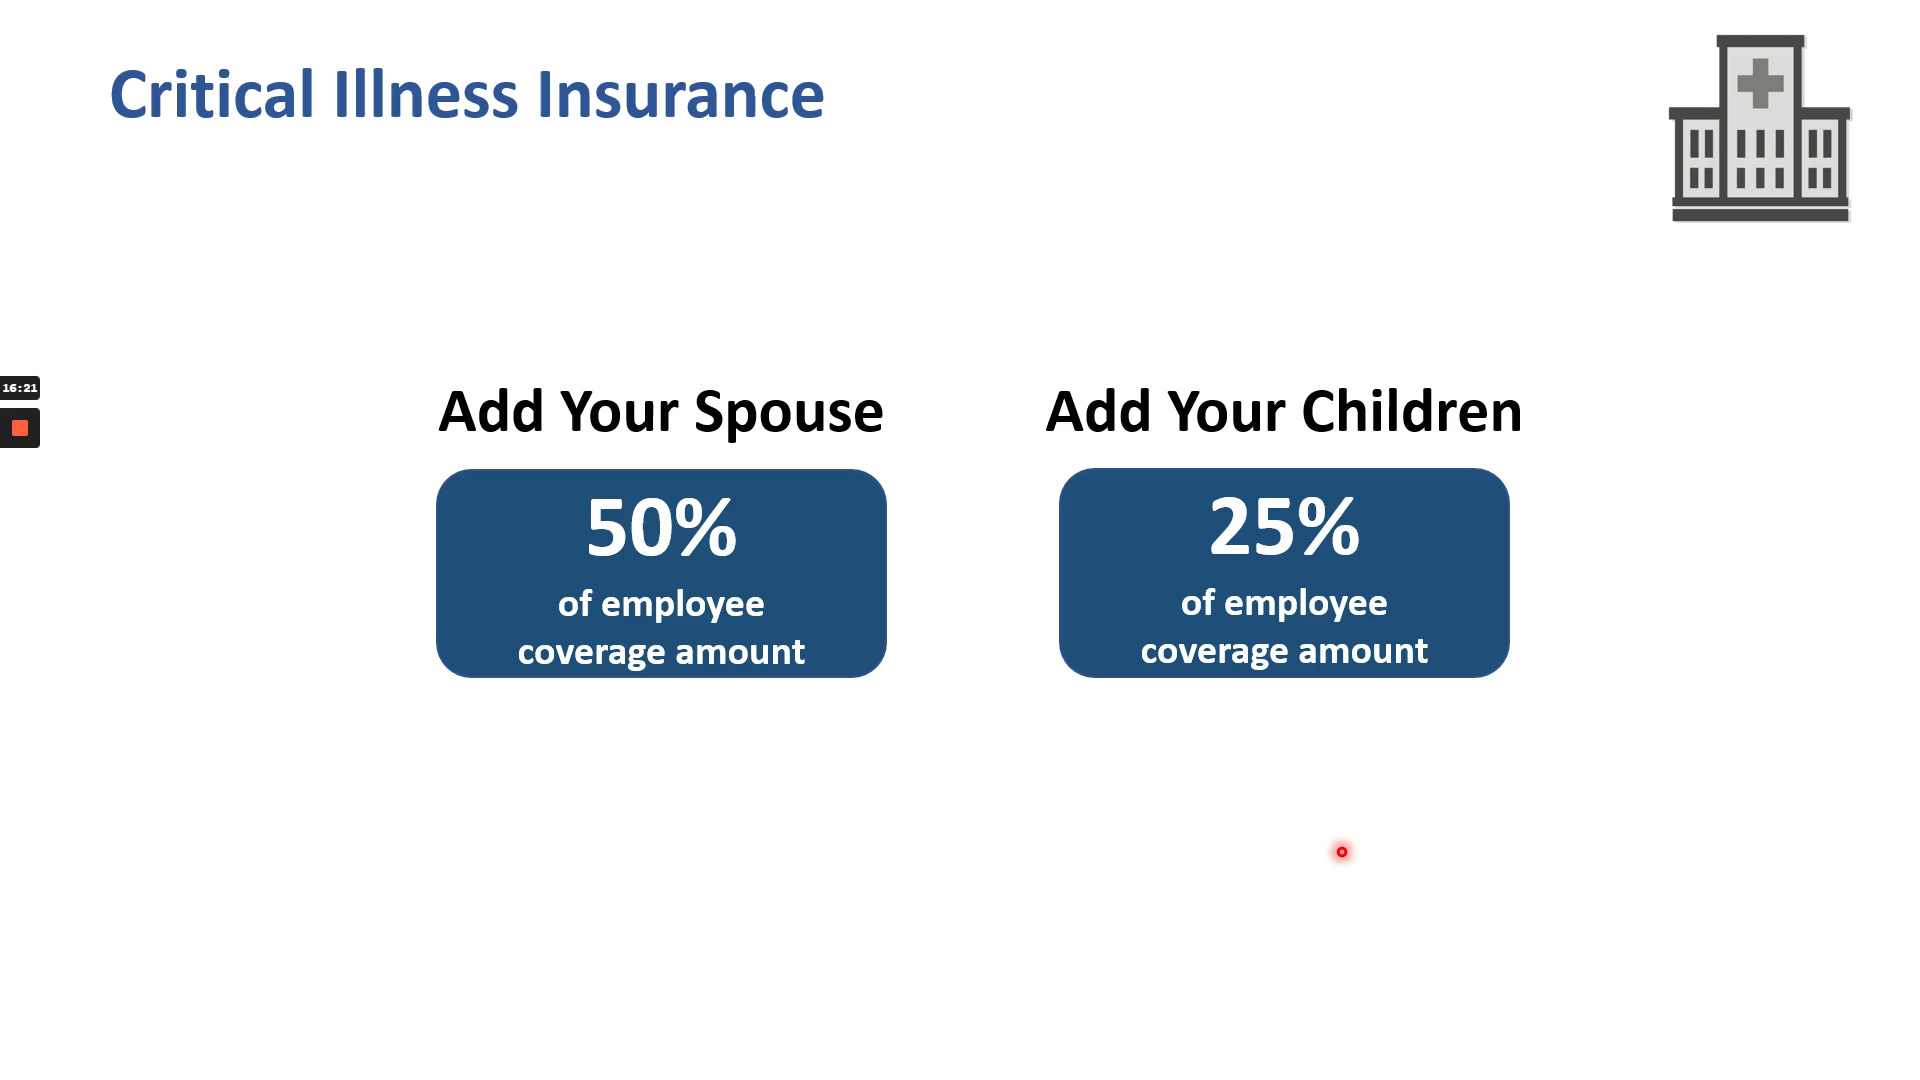 Critical Illness Insurance
16:21
Add Your Spouse
50%
of employee
coverage amount
Add Your Children
25%
of employee
coverage amount